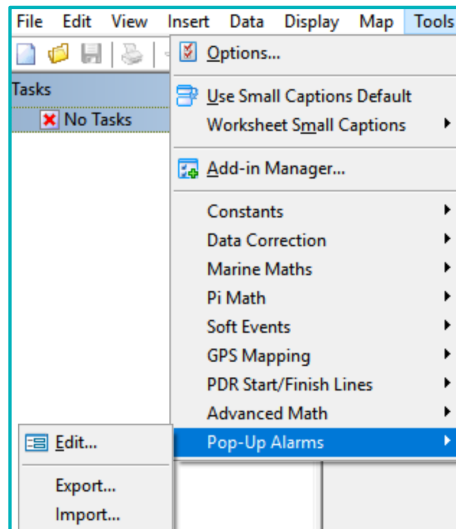 File Edit View Insert Data Display Map Tools
Options...
Tasks
Use Small Captions Default
No Tasks
Worksheet Small Captions
Add-in Manager...
Constants
Data Correction
Marine Maths
Pi Math
Soft Events
GPS Mapping
PDR Start/Finish Lines
Advanced Math
Pop-Up Alarms
Edit...
Export...
Import...